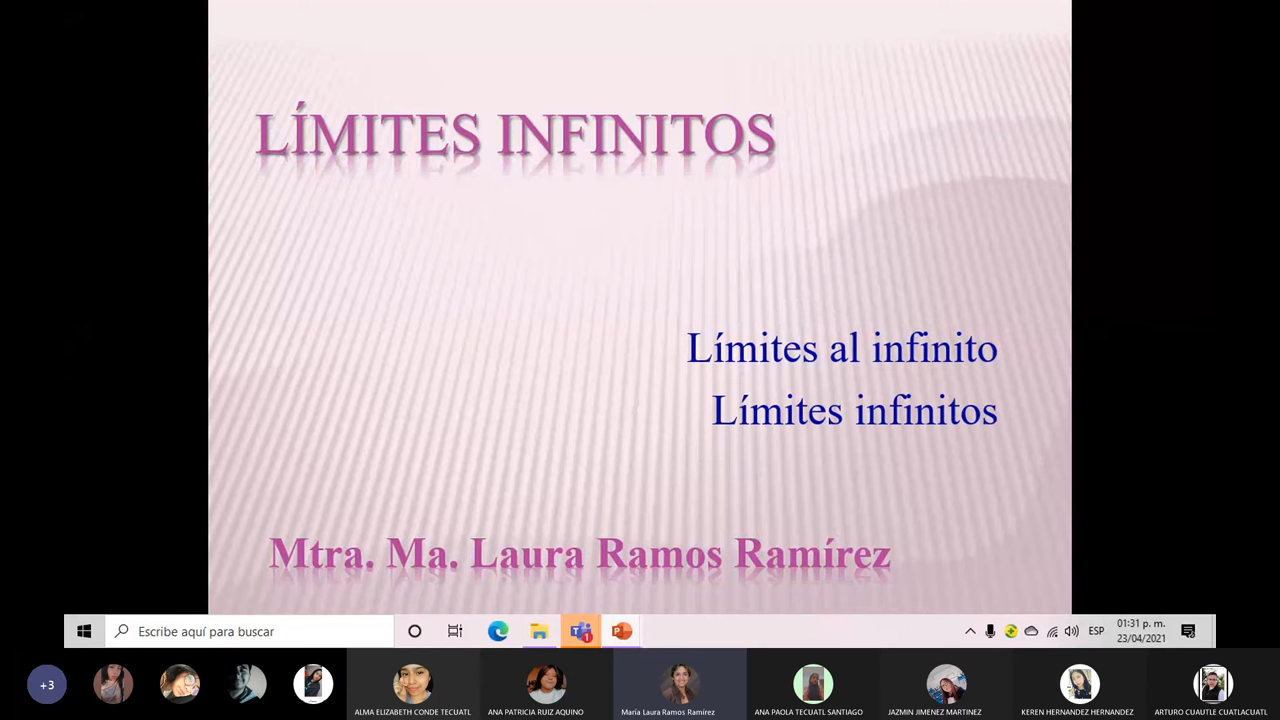 LÍMITES INFINITOS
Límites al infinito
Límites infinitos
Mtra. Ma. Laura Ramos Ramírez
Escribe aquí para buscar
1
ESP
01:31 p. m.
23/04/2021
+3
ALMA ELIZABETH CONDE TECUATL
ANA PATRICIA RUIZ AQUINO
María Laura Ramos Ramírez
ANA PAOLA TECUATL SANTIAGO
JAZMIN JIMENEZ MARTINEZ
KEREN HERNANDEZ HERNANDEZ
ARTURO CUAUTLE CUATLACUATL